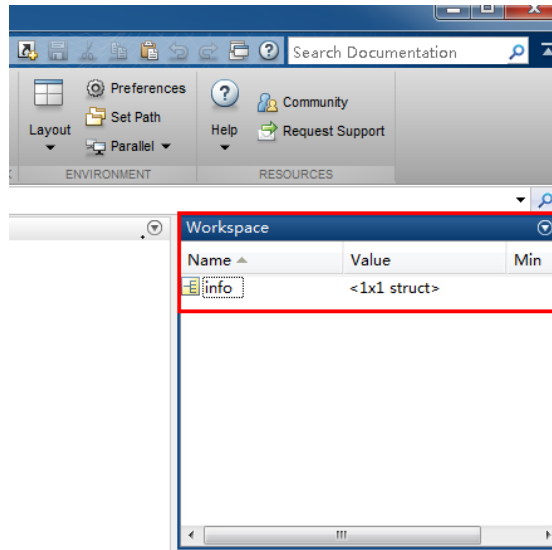 Search Documentation
Preferences
Set Path
Layout
Parallel
Community
Help
Request Support
ENVIRONMENT
RESOURCES
Workspace
Name Value Min
info <1x1 struct>